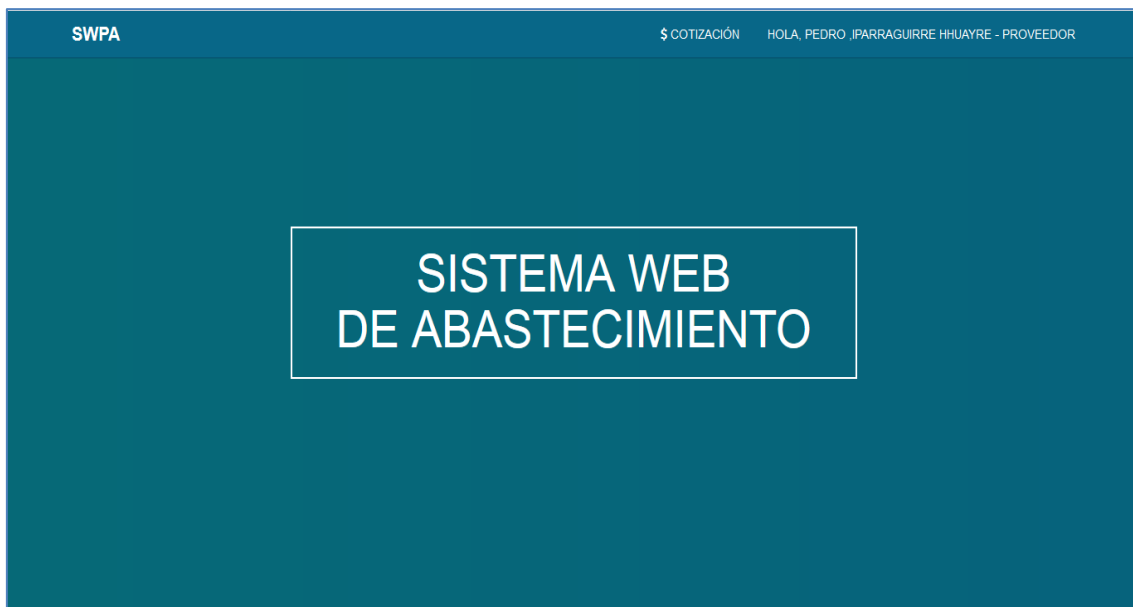 SWPA
$ COTIZACIÓN
HOLA, PEDRO ,IPARRAGUIRRE HHUAYRE - PROVEEDOR
SISTEMA WEB
DE ABASTECIMIENTO